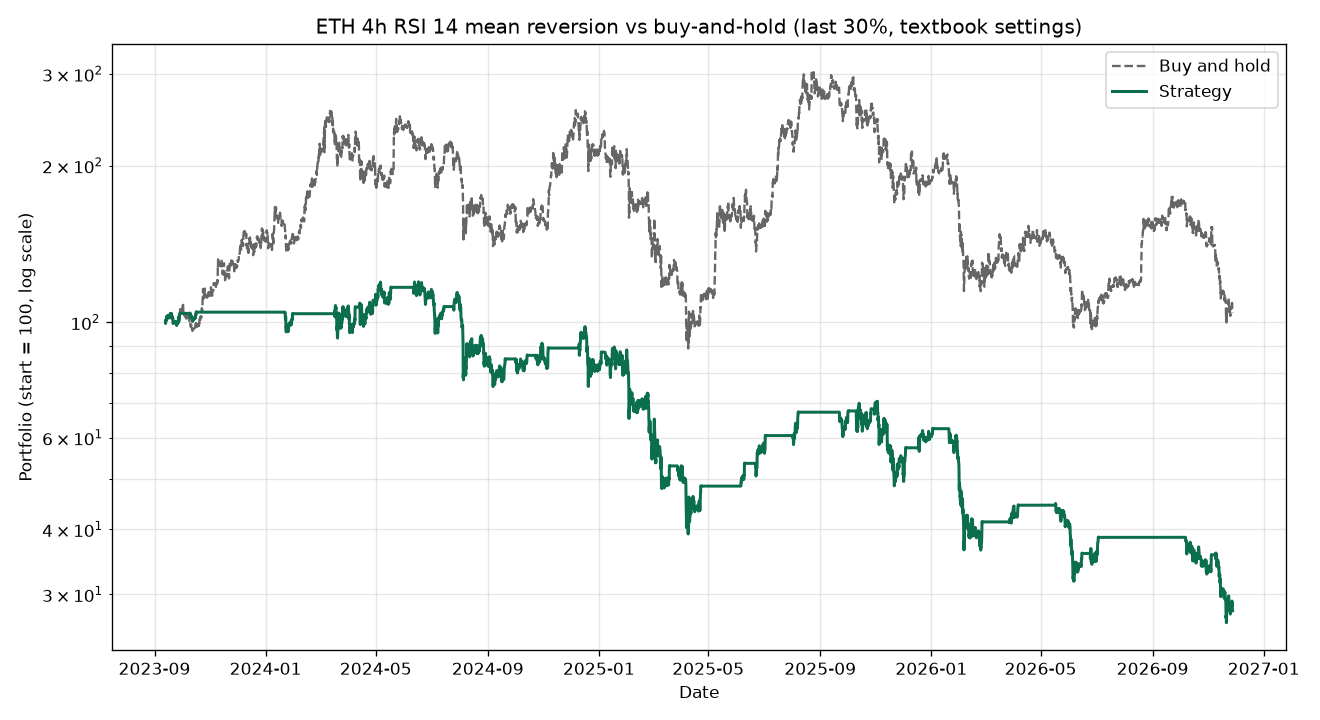 ETH 4h RSI 14 mean reversion vs buy-and-hold (last 30%, textbook settings)
Buy and hold
Strategy
Portfolio (start = 100, log scale)
3 × 10²
2 × 10²
10²
6 × 10¹
4 × 10¹
3 × 10¹
2023-09 2024-01 2024-05 2024-09 2025-01 2025-05 2025-09 2026-01 2026-05 2026-09 2027-01
Date